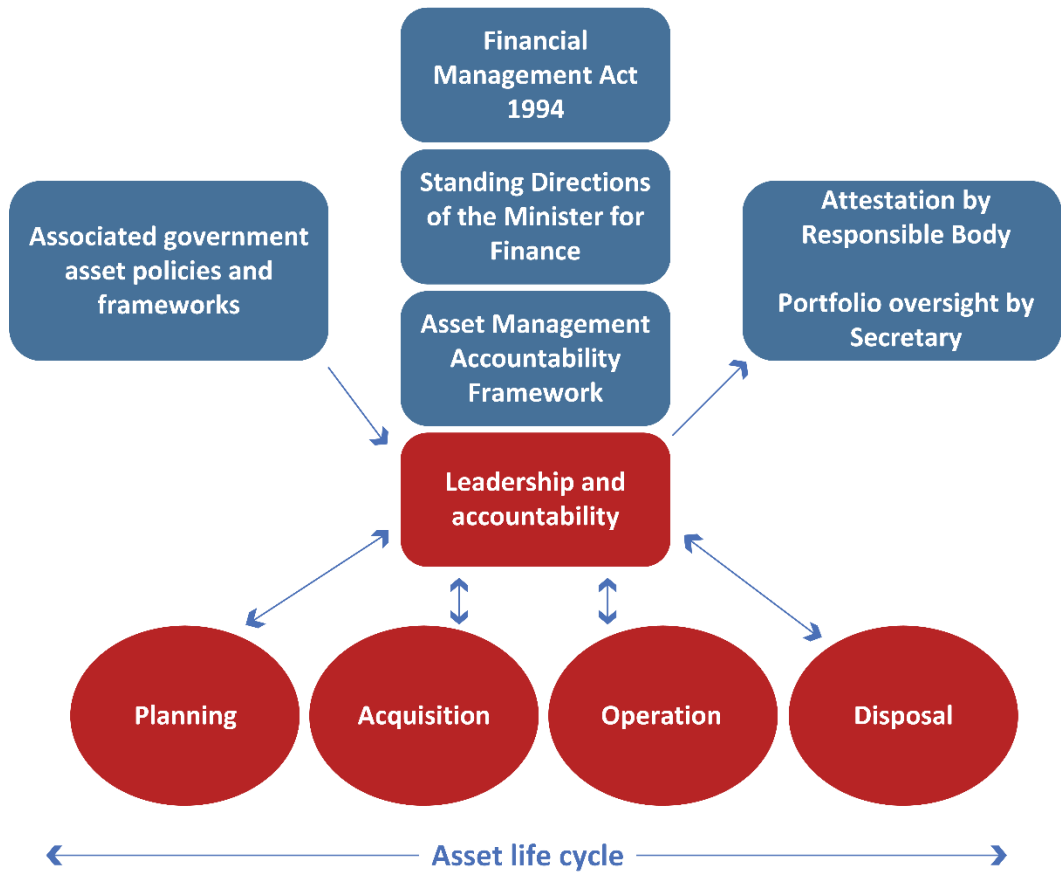 Financial
Management Act
1994
Standing Directions
of the Minister for
Finance
Associated government
asset policies and
frameworks
Attestation by
Responsible Body
Portfolio oversight by
Secretary
Asset Management
Accountability
Framework
Leadership and
accountability
Planning
Acquisition
Operation
Disposal
Asset life cycle